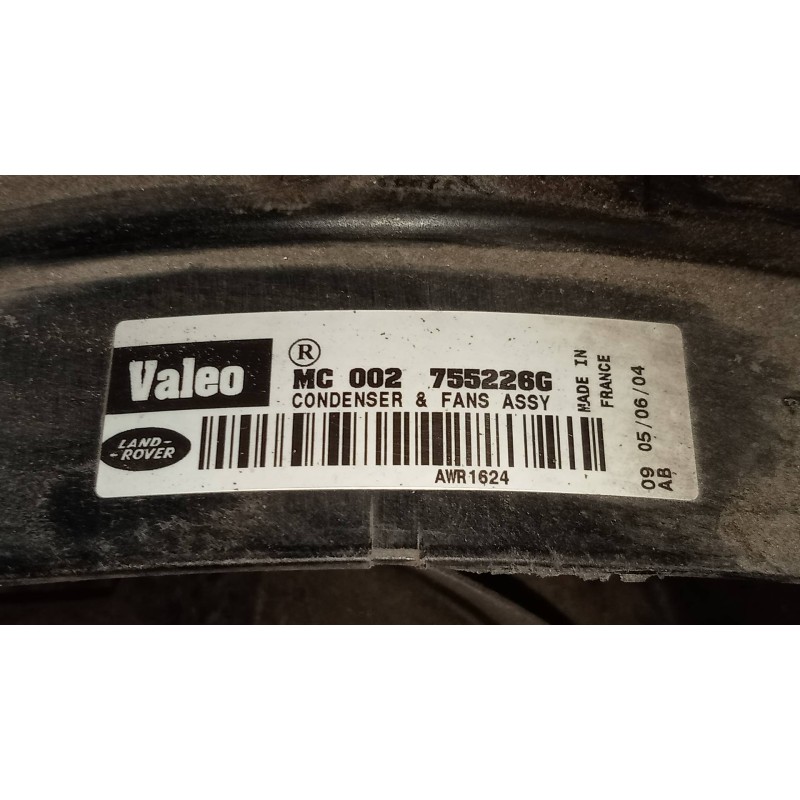 Valeo
®
MC 002 755226G
CONDENSER & FANS ASSY
LAND-
-ROVER
AWR1624
MADE IN
FRANCE
09 05/06/04
AB